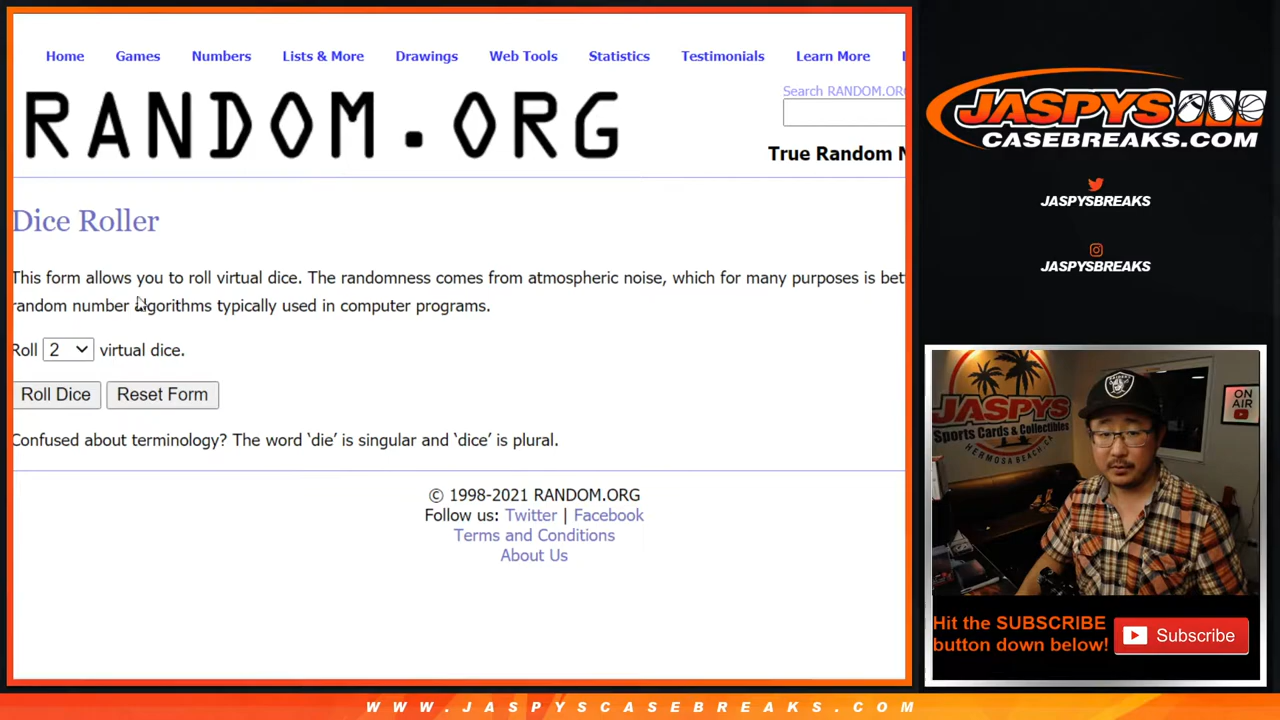 Home Games Numbers Lists & More Drawings Web Tools Statistics Testimonials Learn More
RANDOM.ORG
Search RANDOM.OR
True Random N
Dice Roller
This form allows you to roll virtual dice. The randomness comes from atmospheric noise, which for many purposes is bet
random number algorithms typically used in computer programs.
Roll 2 virtual dice.
Roll Dice Reset Form
Confused about terminology? The word ‘die’ is singular and ‘dice’ is plural.
© 1998-2021 RANDOM.ORG
Follow us: Twitter | Facebook
Terms and Conditions
About Us
JASPYS
CASEBREAKS.COM
JASPYSBREAKS
JASPYSBREAKS
JASPYS
Sports Cards & Collectibles
HERMOSA BEACH, CA
RAIDERS
ON
AIR
Hit the SUBSCRIBE
button down below!
Subscribe
WWW.JASPYSCASEBREAKS.COM